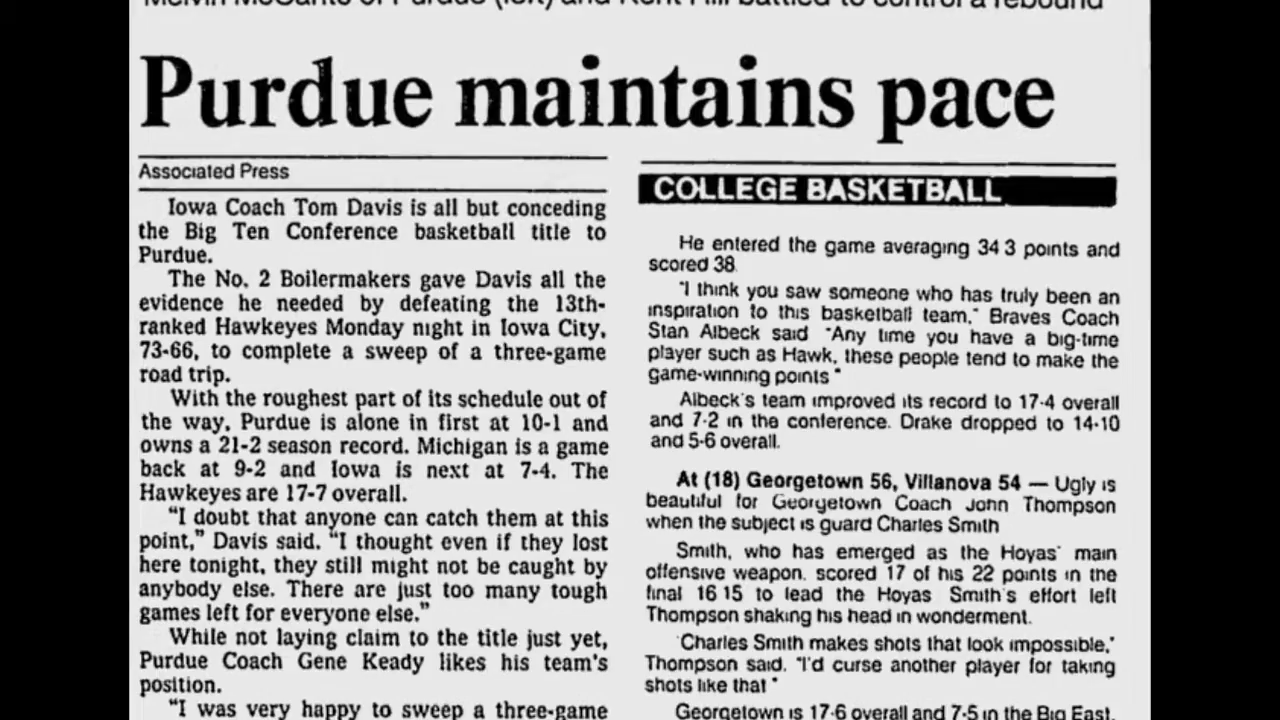 Melvin McCants of Purdue (left) and Kent Hill battled to control a rebound
Purdue maintains pace
Associated Press
Iowa Coach Tom Davis is all but conceding
the Big Ten Conference basketball title to
Purdue.
The No. 2 Boilermakers gave Davis all the
evidence he needed by defeating the 13th-
ranked Hawkeyes Monday night in Iowa City,
73-66, to complete a sweep of a three-game
road trip.
With the roughest part of its schedule out of
the way, Purdue is alone in first at 10-1 and
owns a 21-2 season record. Michigan is a game
back at 9-2 and Iowa is next at 7-4. The
Hawkeyes are 17-7 overall.
"I doubt that anyone can catch them at this
point," Davis said. "I thought even if they lost
here tonight, they still might not be caught by
anybody else. There are just too many tough
games left for everyone else."
While not laying claim to the title just yet,
Purdue Coach Gene Keady likes his team's
position.
"I was very happy to sweep a three-game
COLLEGE BASKETBALL
He entered the game averaging 34 3 points and
scored 38.
"I think you saw someone who has truly been an
inspiration to this basketball team," Braves Coach
Stan Albeck said "Any time you have a big-time
player such as Hawk, these people tend to make the
game-winning points "
Albeck's team improved its record to 17-4 overall
and 7-2 in the conference. Drake dropped to 14-10
and 5-6 overall.
At (18) Georgetown 56, Villanova 54 — Ugly is
beautiful for Georgetown Coach John Thompson
when the subject is guard Charles Smith
Smith, who has emerged as the Hoyas' main
offensive weapon, scored 17 of his 22 points in the
final 16 15 to lead the Hoyas Smith's effort left
Thompson shaking his head in wonderment.
"Charles Smith makes shots that look impossible,"
Thompson said. "I'd curse another player for taking
shots like that "
Georgetown is 17-6 overall and 7-5 in the Big East,